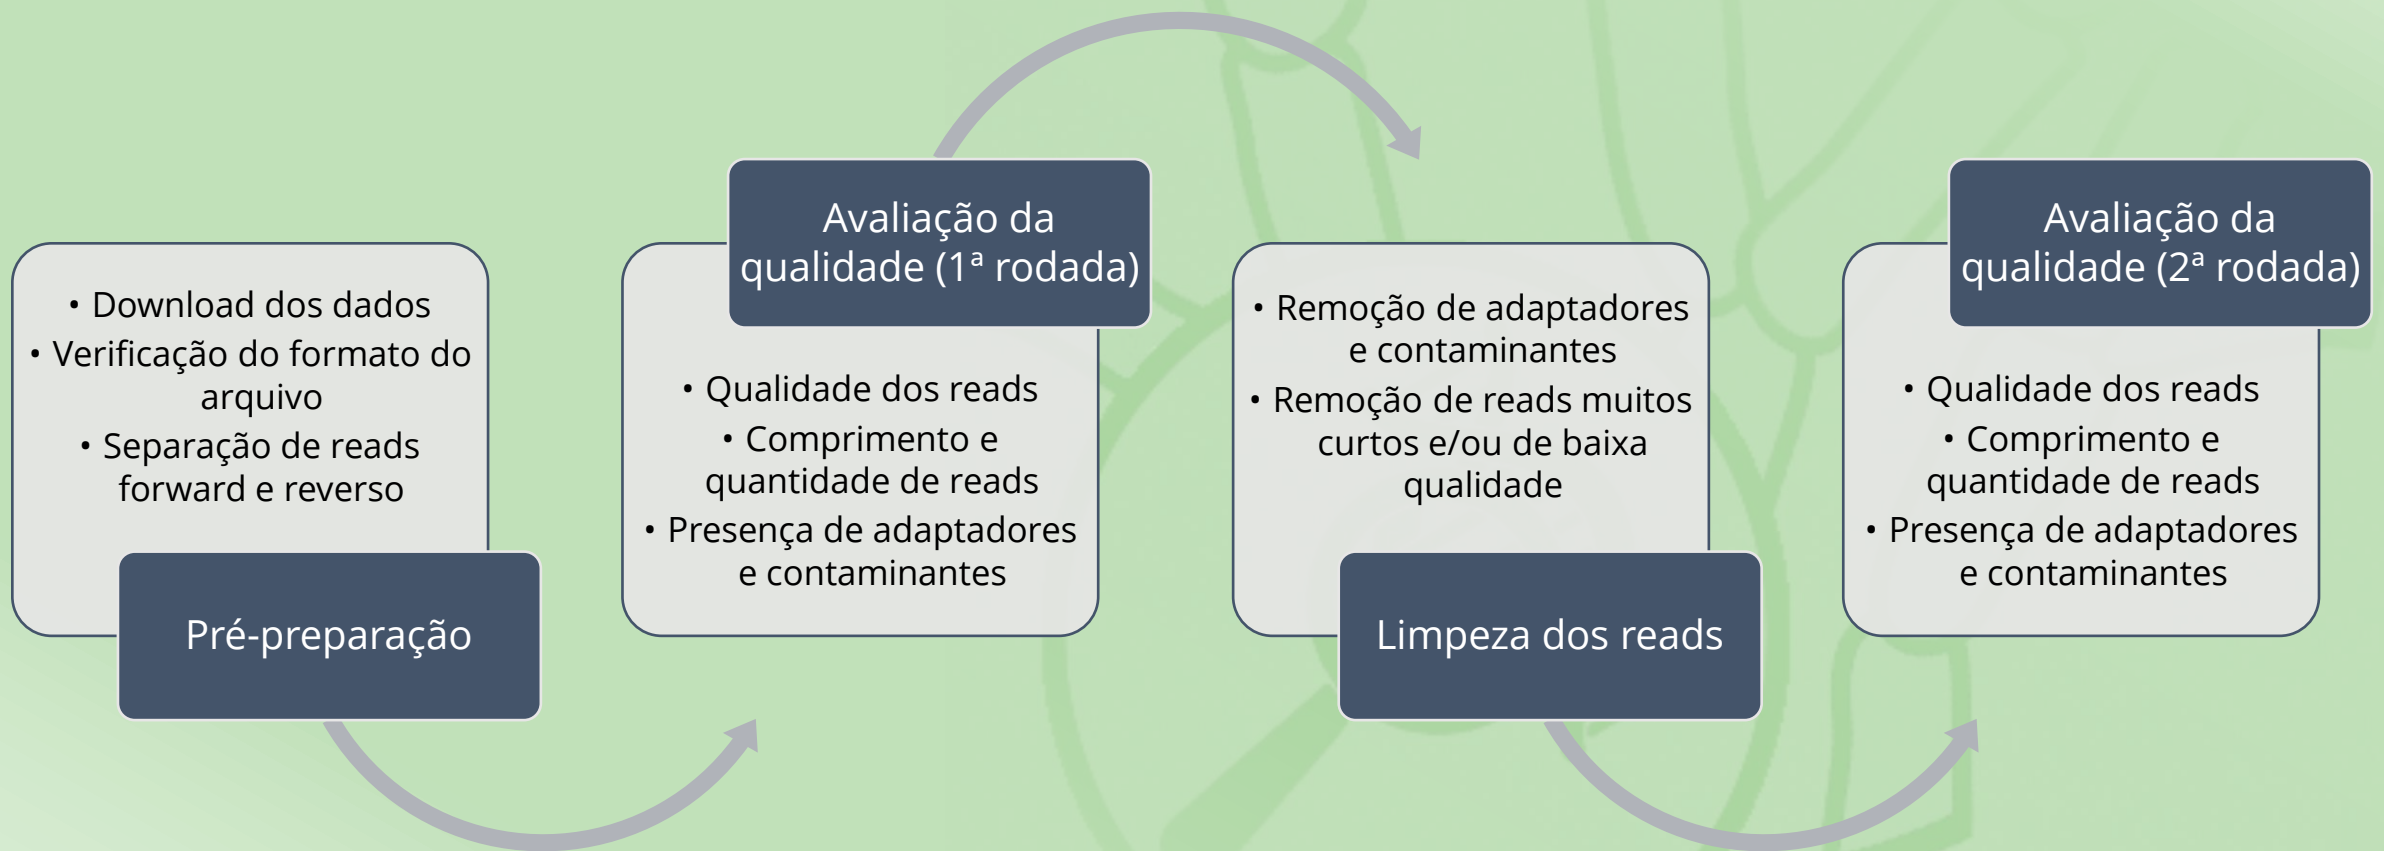 • Download dos dados
• Verificação do formato do
arquivo
• Separação de reads
forward e reverso
Pré-preparação
Avaliação da
qualidade (1ª rodada)
• Qualidade dos reads
• Comprimento e
quantidade de reads
• Presença de adaptadores
e contaminantes
• Remoção de adaptadores
e contaminantes
• Remoção de reads muitos
curtos e/ou de baixa
qualidade
Limpeza dos reads
Avaliação da
qualidade (2ª rodada)
• Qualidade dos reads
• Comprimento e
quantidade de reads
• Presença de adaptadores
e contaminantes